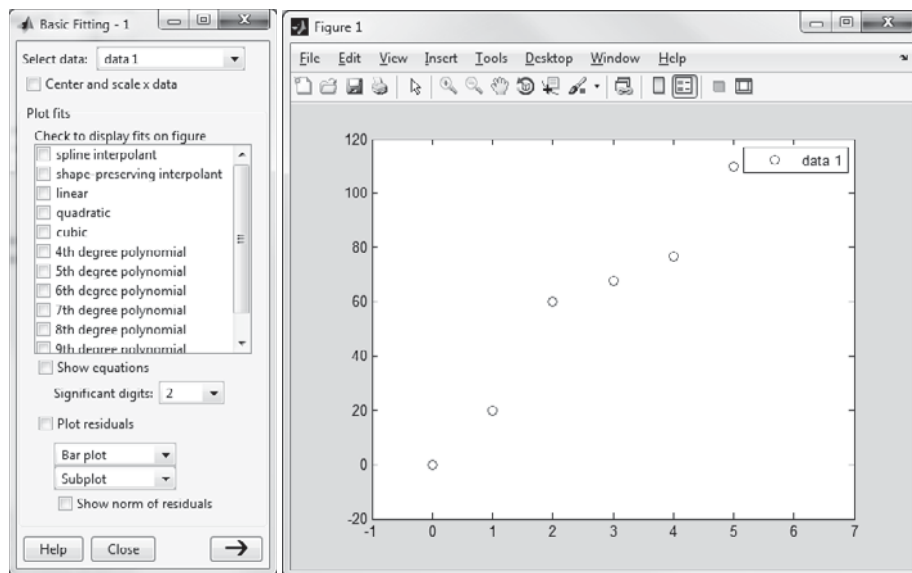 Basic Fitting - 1
Select data: data 1
Center and scale x data
Plot fits
Check to display fits on figure
spline interpolant
shape-preserving interpolant
linear
quadratic
cubic
4th degree polynomial
5th degree polynomial
6th degree polynomial
7th degree polynomial
8th degree polynomial
9th degree polynomial
Show equations
Significant digits: 2
Plot residuals
Bar plot
Subplot
Show norm of residuals
Help Close
Figure 1
File Edit View Insert Tools Desktop Window Help
data 1
120
100
80
60
40
20
0
-20
-1 0 1 2 3 4 5 6 7